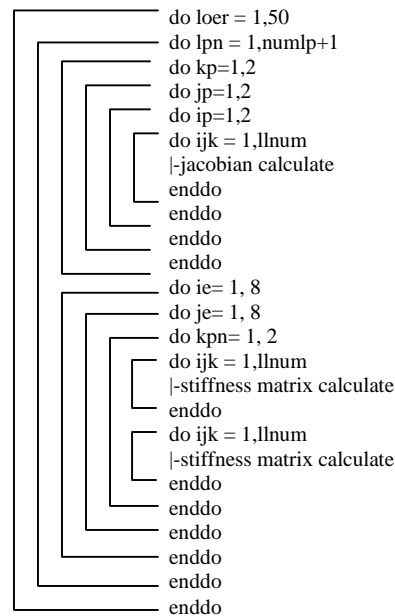 do loer = 1,50
do lpn = 1,numlp+1
do kp=1,2
do jp=1,2
do ip=1,2
do ijk = 1,llnum
|-jacobian calculate
enddo
enddo
enddo
enddo
do ie= 1, 8
do je= 1, 8
do kpn= 1, 2
do ijk = 1,llnum
|-stiffness matrix calculate
enddo
do ijk = 1,llnum
|-stiffness matrix calculate
enddo
enddo
enddo
enddo
enddo
enddo